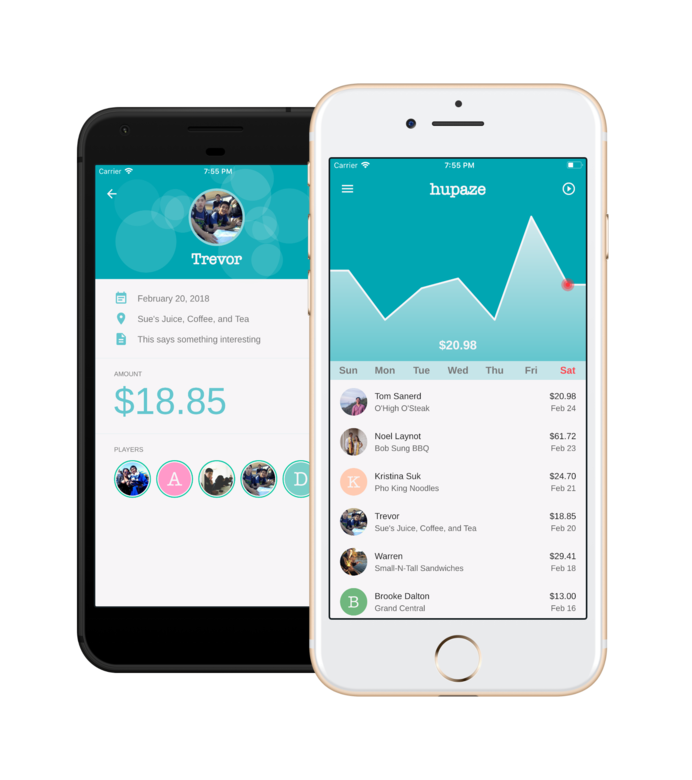 Carrier
7:55 PM
Trevor
February 20, 2018
Sue's Juice, Coffee, and Tea
This says something interesting
AMOUNT
$18.85
PLAYERS
A
D
Carrier
7:55 PM
hupaze
$20.98
Sun Mon Tue Wed Thu Fri Sat
Tom Sanerd $20.98
O'High O'Steak Feb 24
Noel Laynot $61.72
Bob Sung BBQ Feb 23
K
Kristina Suk $24.70
Pho King Noodles Feb 21
Trevor $18.85
Sue's Juice, Coffee, and Tea Feb 20
Warren $29.41
Small-N-Tall Sandwiches Feb 18
B
Brooke Dalton $13.00
Grand Central Feb 16